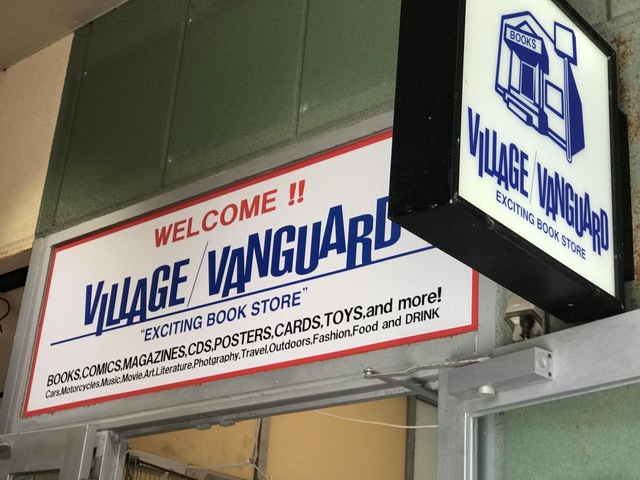 WELCOME !!
VILLAGE/VANGUARD
"EXCITING BOOK STORE"
BOOKS,COMICS,MAGAZINES,CDS,POSTERS,CARDS,TOYS,and more!
Cars.Motorcycles.Music.Movie.Art.Literature.Photgraphy,Travel.Outdoors.Fashion.Food and DRINK
BOOKS
VILLAGE/VANGUARD
EXCITING BOOK STORE